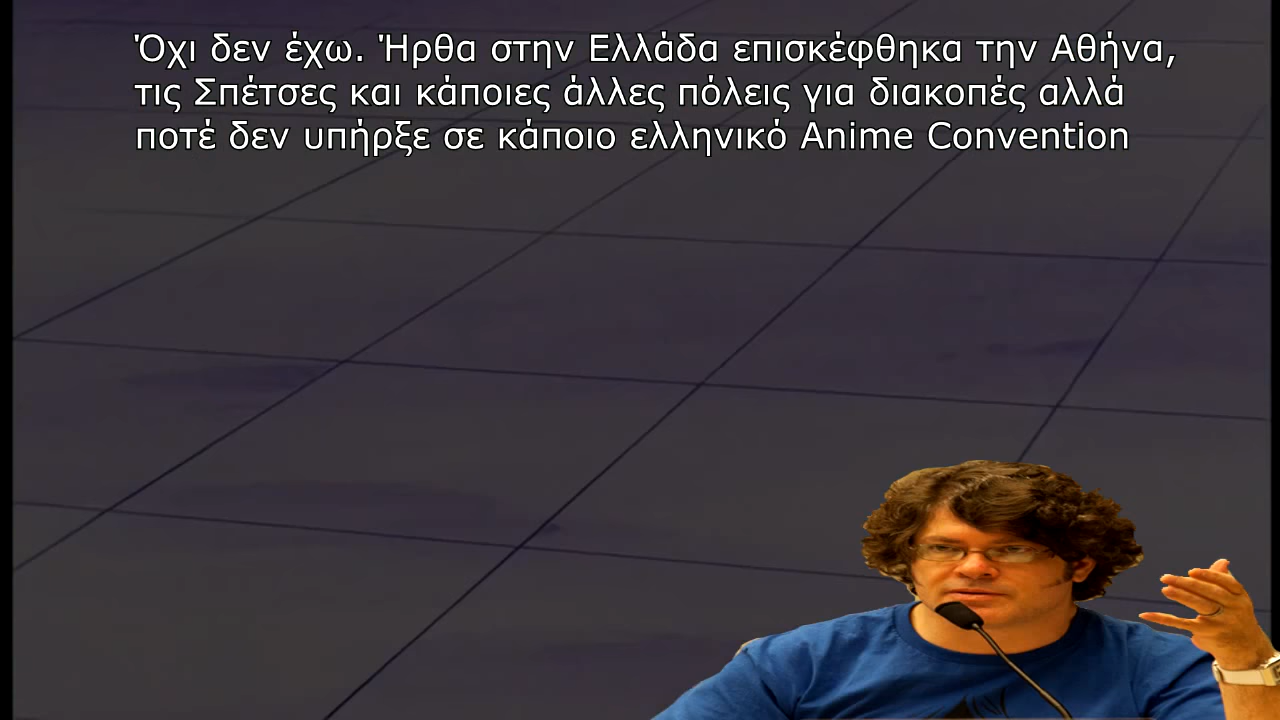 Όχι δεν έχω. Ήρθα στην Ελλάδα επισκέφθηκα την Αθήνα,
τις Σπέτσες και κάποιες άλλες πόλεις για διακοπές αλλά
ποτέ δεν υπήρξε σε κάποιο ελληνικό Anime Convention